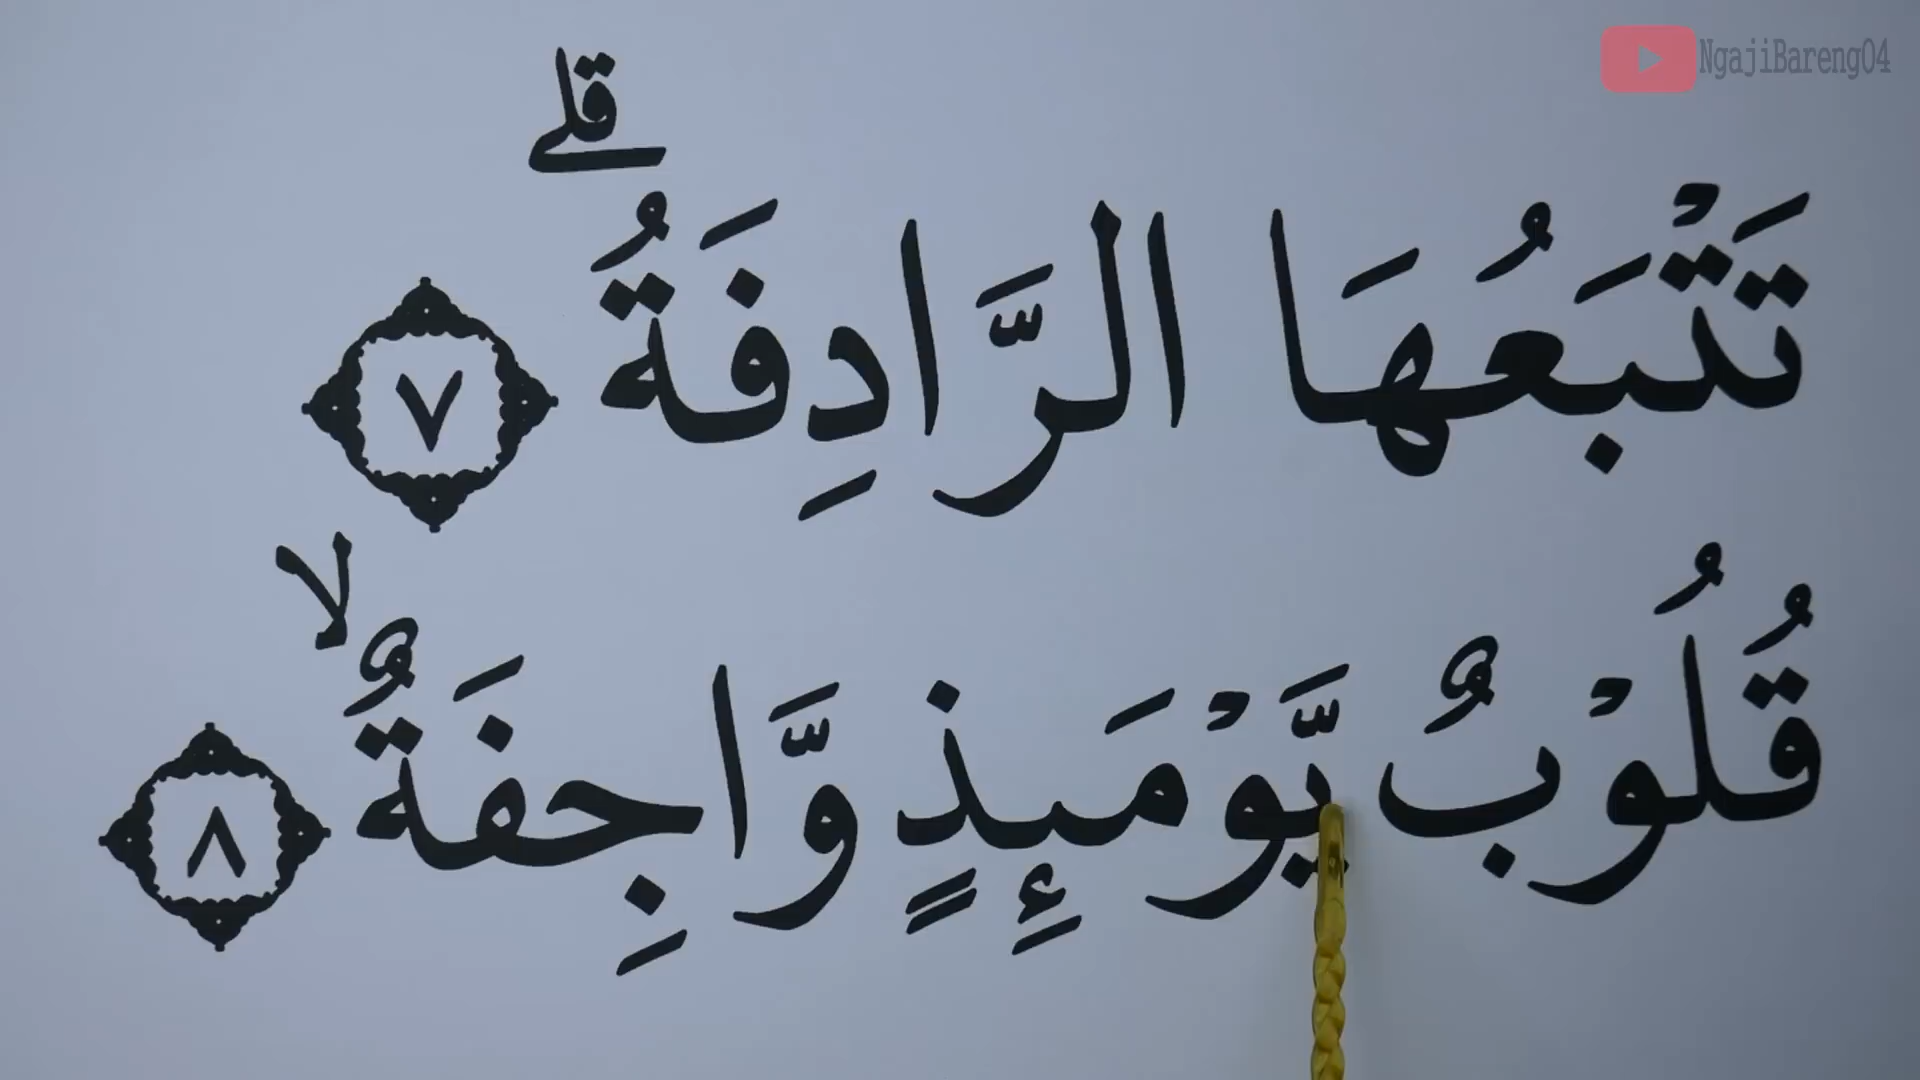 NgajiBareng04
تَتْبَعُهَا الرَّادِفَةُ ۗ ٧
قُلُوْبٌ يَّوْمَىِٕذٍ وَّاجِفَةٌ ۙ ٨